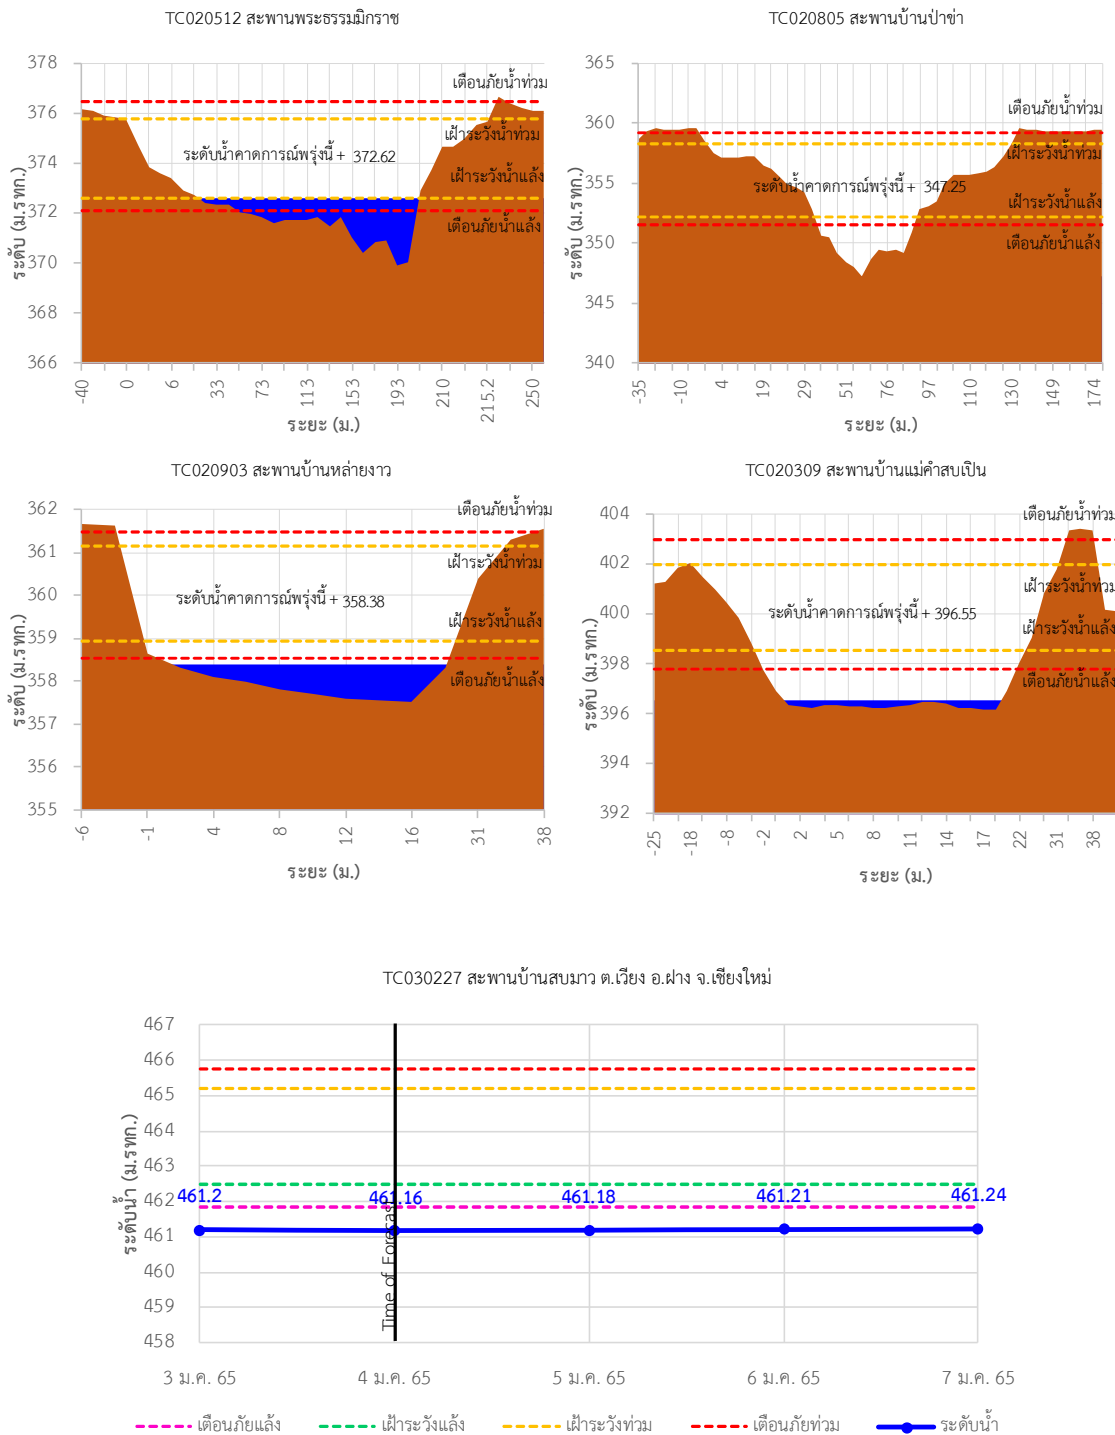 TC020512 สะพานพระธรรมมิกราช
378
376
374
372
370
368
366
ระดับ (ม.รทก.)
เตือนภัยน้ำท่วม
เฝ้าระวังน้ำท่วม
ระดับน้ำคาดการณ์พรุ่งนี้ + 372.62
เฝ้าระวังน้ำแล้ง
เตือนภัยน้ำแล้ง
-40 0 6 33 73 113 153 193 210 215.2 250
ระยะ (ม.)
TC020805 สะพานบ้านป่าข่า
365
360
355
350
345
340
ระดับ (ม.รทก.)
เตือนภัยน้ำท่วม
เฝ้าระวังน้ำท่วม
ระดับน้ำคาดการณ์พรุ่งนี้ + 347.25
เฝ้าระวังน้ำแล้ง
เตือนภัยน้ำแล้ง
-35 -10 4 19 29 51 76 97 110 130 149 174
ระยะ (ม.)
TC020903 สะพานบ้านหล่ายงาว
362
361
360
359
358
357
356
355
ระดับ (ม.รทก.)
เตือนภัยน้ำท่วม
เฝ้าระวังน้ำท่วม
ระดับน้ำคาดการณ์พรุ่งนี้ + 358.38
เฝ้าระวังน้ำแล้ง
เตือนภัยน้ำแล้ง
-6 -1 4 8 12 16 31 38
ระยะ (ม.)
TC020309 สะพานบ้านแม่คำสบเปิน
404
402
400
398
396
394
392
ระดับ (ม.รทก.)
เตือนภัยน้ำท่วม
เฝ้าระวังน้ำท่วม
ระดับน้ำคาดการณ์พรุ่งนี้ + 396.55
เฝ้าระวังน้ำแล้ง
เตือนภัยน้ำแล้ง
-25 -18 -8 -2 2 5 8 11 14 17 22 31 38
ระยะ (ม.)
TC030227 สะพานบ้านสบมาว ต.เวียง อ.ฝาง จ.เชียงใหม่
467
466
465
464
463
462
461
460
459
458
ระดับน้ำ (ม.รทก.)
461.2 461.16 461.18 461.21 461.24
Time of Forecast
3 ม.ค. 65 4 ม.ค. 65 5 ม.ค. 65 6 ม.ค. 65 7 ม.ค. 65
เตือนภัยแล้ง เฝ้าระวังแล้ง เฝ้าระวังท่วม เตือนภัยท่วม ระดับน้ำ